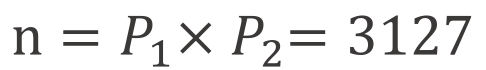 n = P₁× P₂= 3127